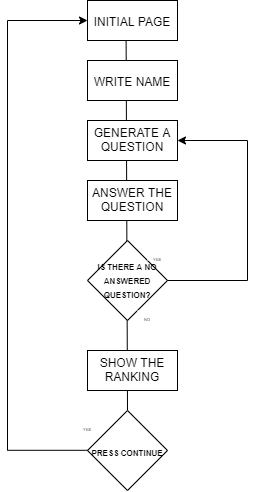 INITIAL PAGE
WRITE NAME
GENERATE A
QUESTION
ANSWER THE
QUESTION
YES
IS THERE A NO
ANSWERED
QUESTION?
NO
SHOW THE
RANKING
YES
PRESS CONTINUE